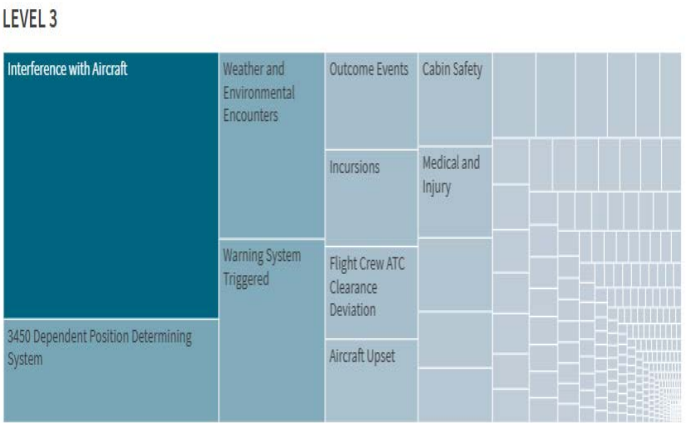 LEVEL 3
Interference with Aircraft
3450 Dependent Position Determining
System
Weather and
Environmental
Encounters
Warning System
Triggered
Outcome Events
Incursions
Flight Crew ATC
Clearance
Deviation
Aircraft Upset
Cabin Safety
Medical and
Injury